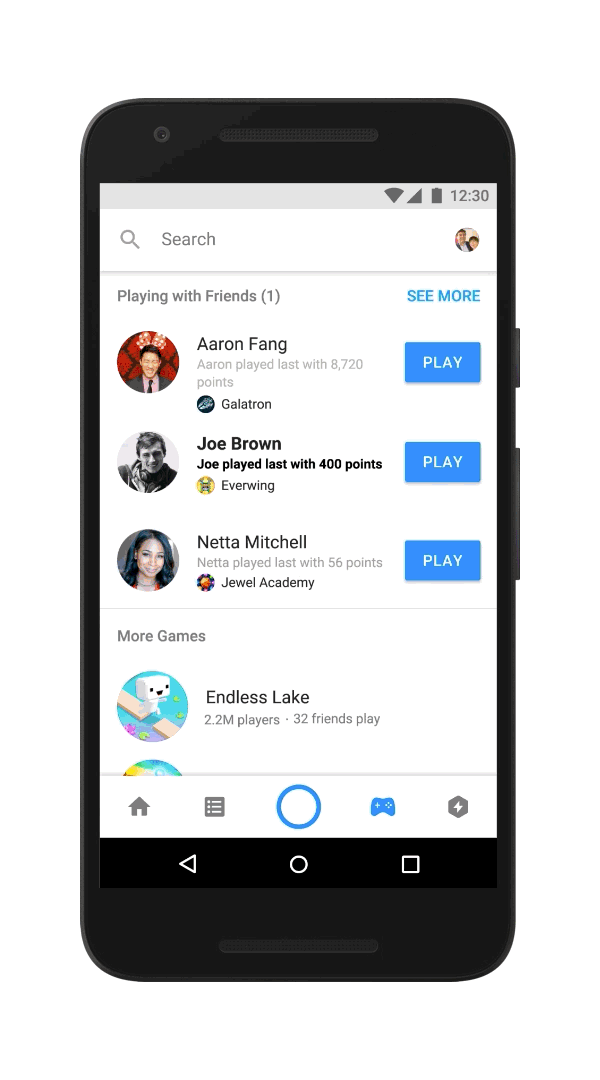 12:30
Search
Playing with Friends (1)
SEE MORE
Aaron Fang
Aaron played last with 8,720
points
Galatron
PLAY
Joe Brown
Joe played last with 400 points
Everwing
PLAY
Netta Mitchell
Netta played last with 56 points
Jewel Academy
PLAY
More Games
Endless Lake
2.2M players · 32 friends play